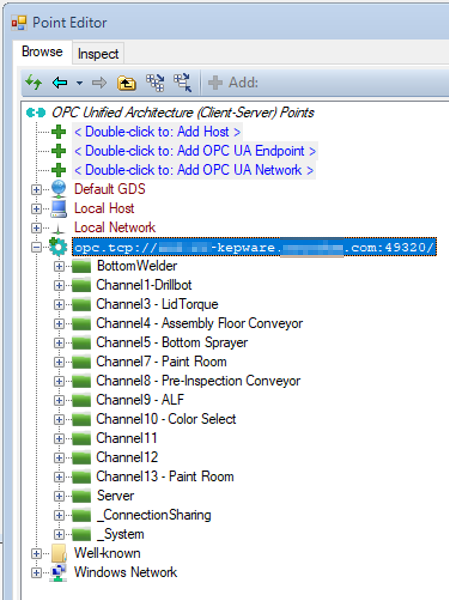 Point Editor
Browse Inspect
Add:
OPC Unified Architecture (Client-Server) Points
< Double-click to: Add Host >
< Double-click to: Add OPC UA Endpoint >
< Double-click to: Add OPC UA Network >
Default GDS
Local Host
Local Network
opc.tcp:// -kepware. .com:49320/
BottomWelder
Channel1-Drillbot
Channel3 - LidTorque
Channel4 - Assembly Floor Conveyor
Channel5 - Bottom Sprayer
Channel7 - Paint Room
Channel8 - Pre-Inspection Conveyor
Channel9 - ALF
Channel10 - Color Select
Channel11
Channel12
Channel13 - Paint Room
Server
_ConnectionSharing
_System
Well-known
Windows Network